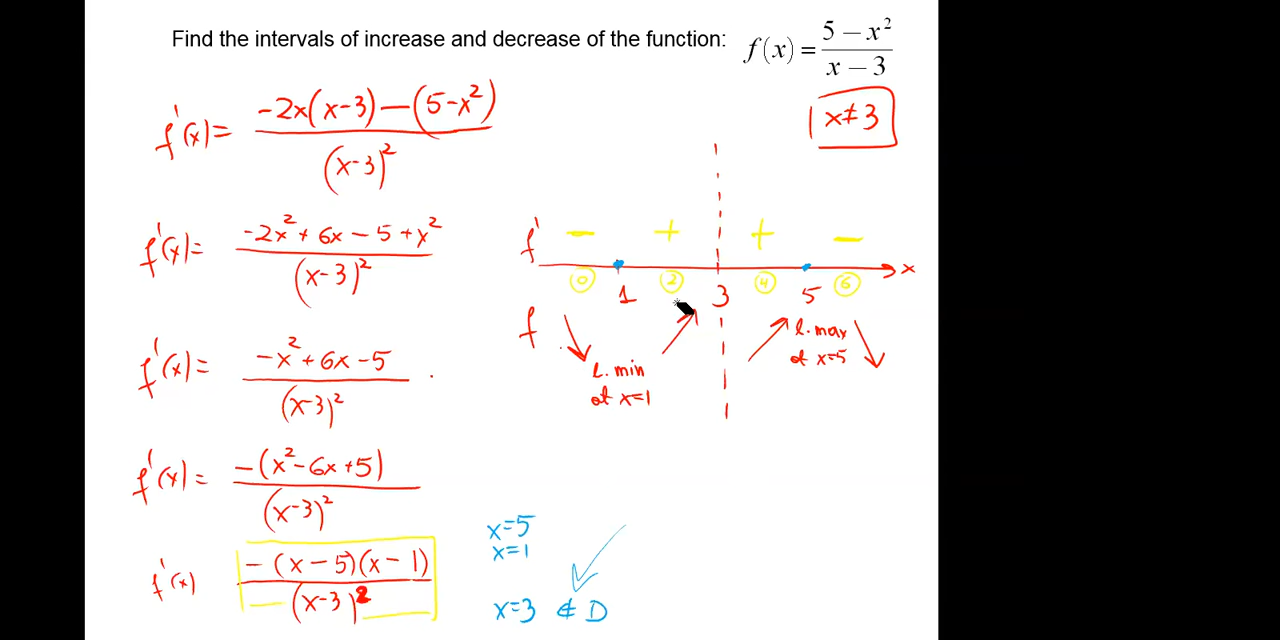 Find the intervals of increase and decrease of the function: f(x) = (5 − x²)/(x − 3)
x ≠ 3
f'(x) = (-2x(x-3) - (5-x²))/(x-3)²
f'(x) = (-2x² + 6x - 5 + x²)/(x-3)²
f'(x) = (-x² + 6x - 5)/(x-3)²
f'(x) = (-(x² - 6x + 5))/(x-3)²
f'(x) (-(x-5)(x-1))/(x-3)²
x=5
x=1
x=3 ∉ D
f' − + + −
x
0 2 4 6
1 3 5
f
l. min
at x=1
l. max
at x=5